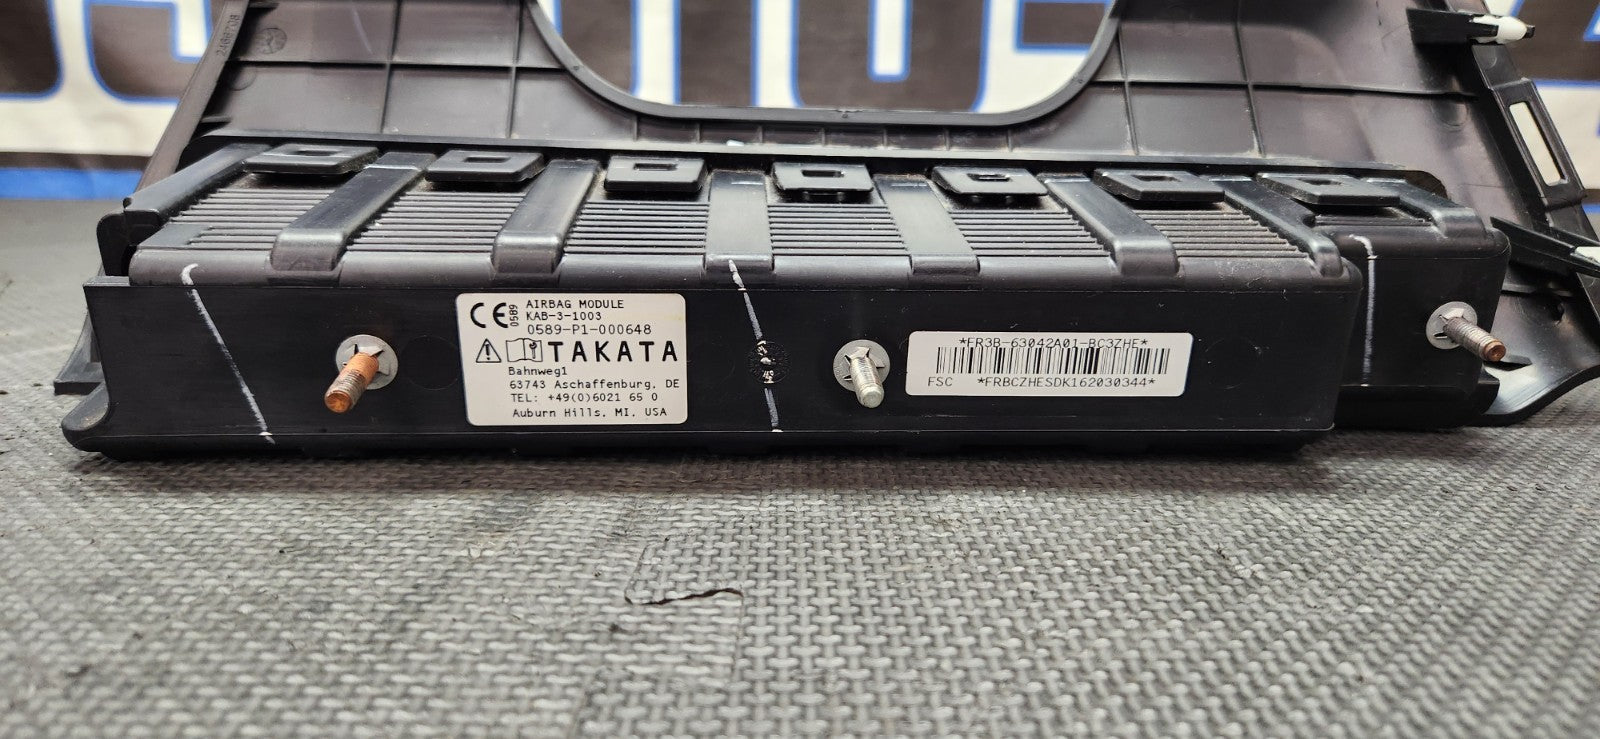 AIRBAG MODULE
KAB-3-1003
CE 0589
0589-P1-000648
TAKATA
Bahnweg1
63743 Aschaffenburg, DE
TEL: +49(0)6021 65 0
Auburn Hills, MI, USA
*FR3B-63042A01-BC3ZHE*
FSC *FRBCZHESDK162030344*